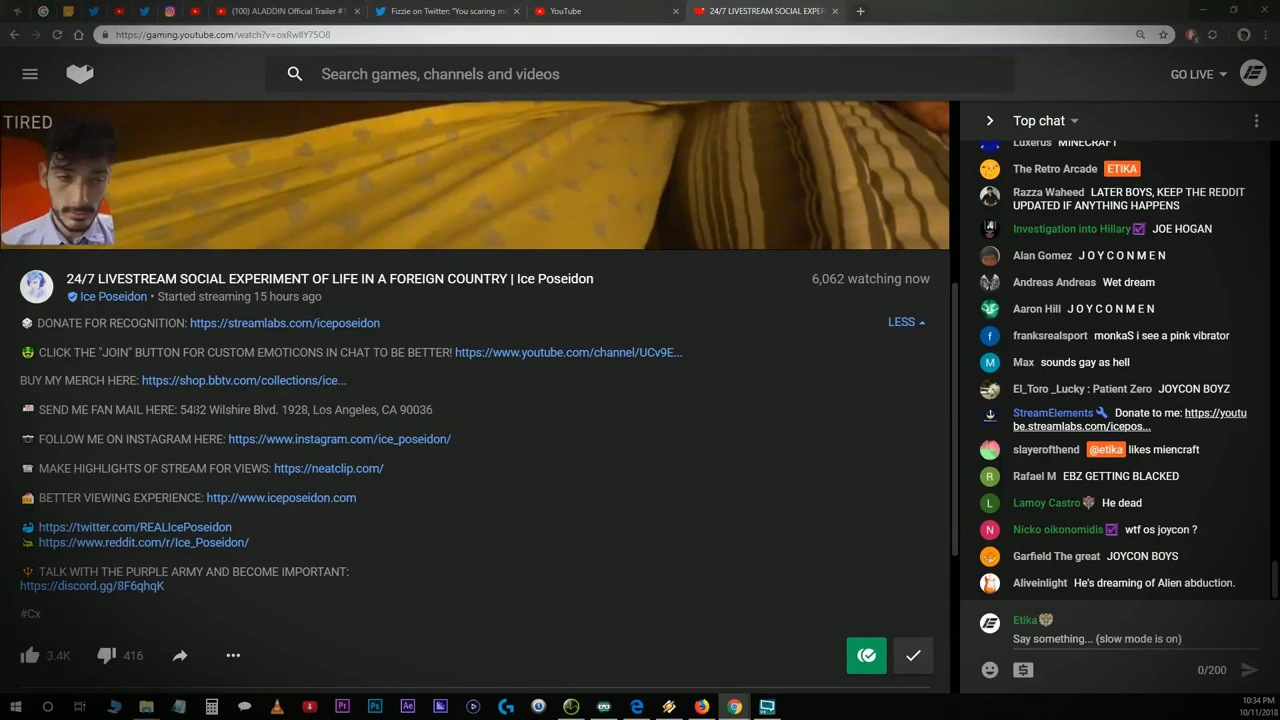 (100) ALADDIN Official Trailer #1
Fizzie on Twitter: "You scaring me
YouTube
24/7 LIVESTREAM SOCIAL EXPER
https://gaming.youtube.com/watch?v=oxRwllY75O8
Search games, channels and videos
GO LIVE
TIRED
24/7 LIVESTREAM SOCIAL EXPERIMENT OF LIFE IN A FOREIGN COUNTRY | Ice Poseidon
6,062 watching now
Ice Poseidon • Started streaming 15 hours ago
DONATE FOR RECOGNITION: https://streamlabs.com/iceposeidon
LESS
CLICK THE "JOIN" BUTTON FOR CUSTOM EMOTICONS IN CHAT TO BE BETTER! https://www.youtube.com/channel/UCv9E...
BUY MY MERCH HERE: https://shop.bbtv.com/collections/ice...
SEND ME FAN MAIL HERE: 5482 Wilshire Blvd. 1928, Los Angeles, CA 90036
FOLLOW ME ON INSTAGRAM HERE: https://www.instagram.com/ice_poseidon/
MAKE HIGHLIGHTS OF STREAM FOR VIEWS: https://neatclip.com/
BETTER VIEWING EXPERIENCE: http://www.iceposeidon.com
https://twitter.com/REALIcePoseidon
https://www.reddit.com/r/Ice_Poseidon/
TALK WITH THE PURPLE ARMY AND BECOME IMPORTANT:
https://discord.gg/8F6qhqK
#Cx
3.4K
416
Top chat
Luxerus MINECRAFT
The Retro Arcade ETIKA
Razza Waheed LATER BOYS, KEEP THE REDDIT
UPDATED IF ANYTHING HAPPENS
Investigation into Hillary JOE HOGAN
Alan Gomez J O Y C O N M E N
Andreas Andreas Wet dream
Aaron Hill J O Y C O N M E N
franksrealsport monkaS i see a pink vibrator
Max sounds gay as hell
El_Toro _Lucky : Patient Zero JOYCON BOYZ
StreamElements Donate to me: https://youtu
be.streamlabs.com/icepos...
slayerofthend @etika likes miencraft
Rafael M EBZ GETTING BLACKED
Lamoy Castro He dead
Nicko oikonomidis wtf os joycon ?
Garfield The great JOYCON BOYS
Aliveinlight He's dreaming of Alien abduction.
Etika
Say something... (slow mode is on)
0/200
10:34 PM
10/11/2018